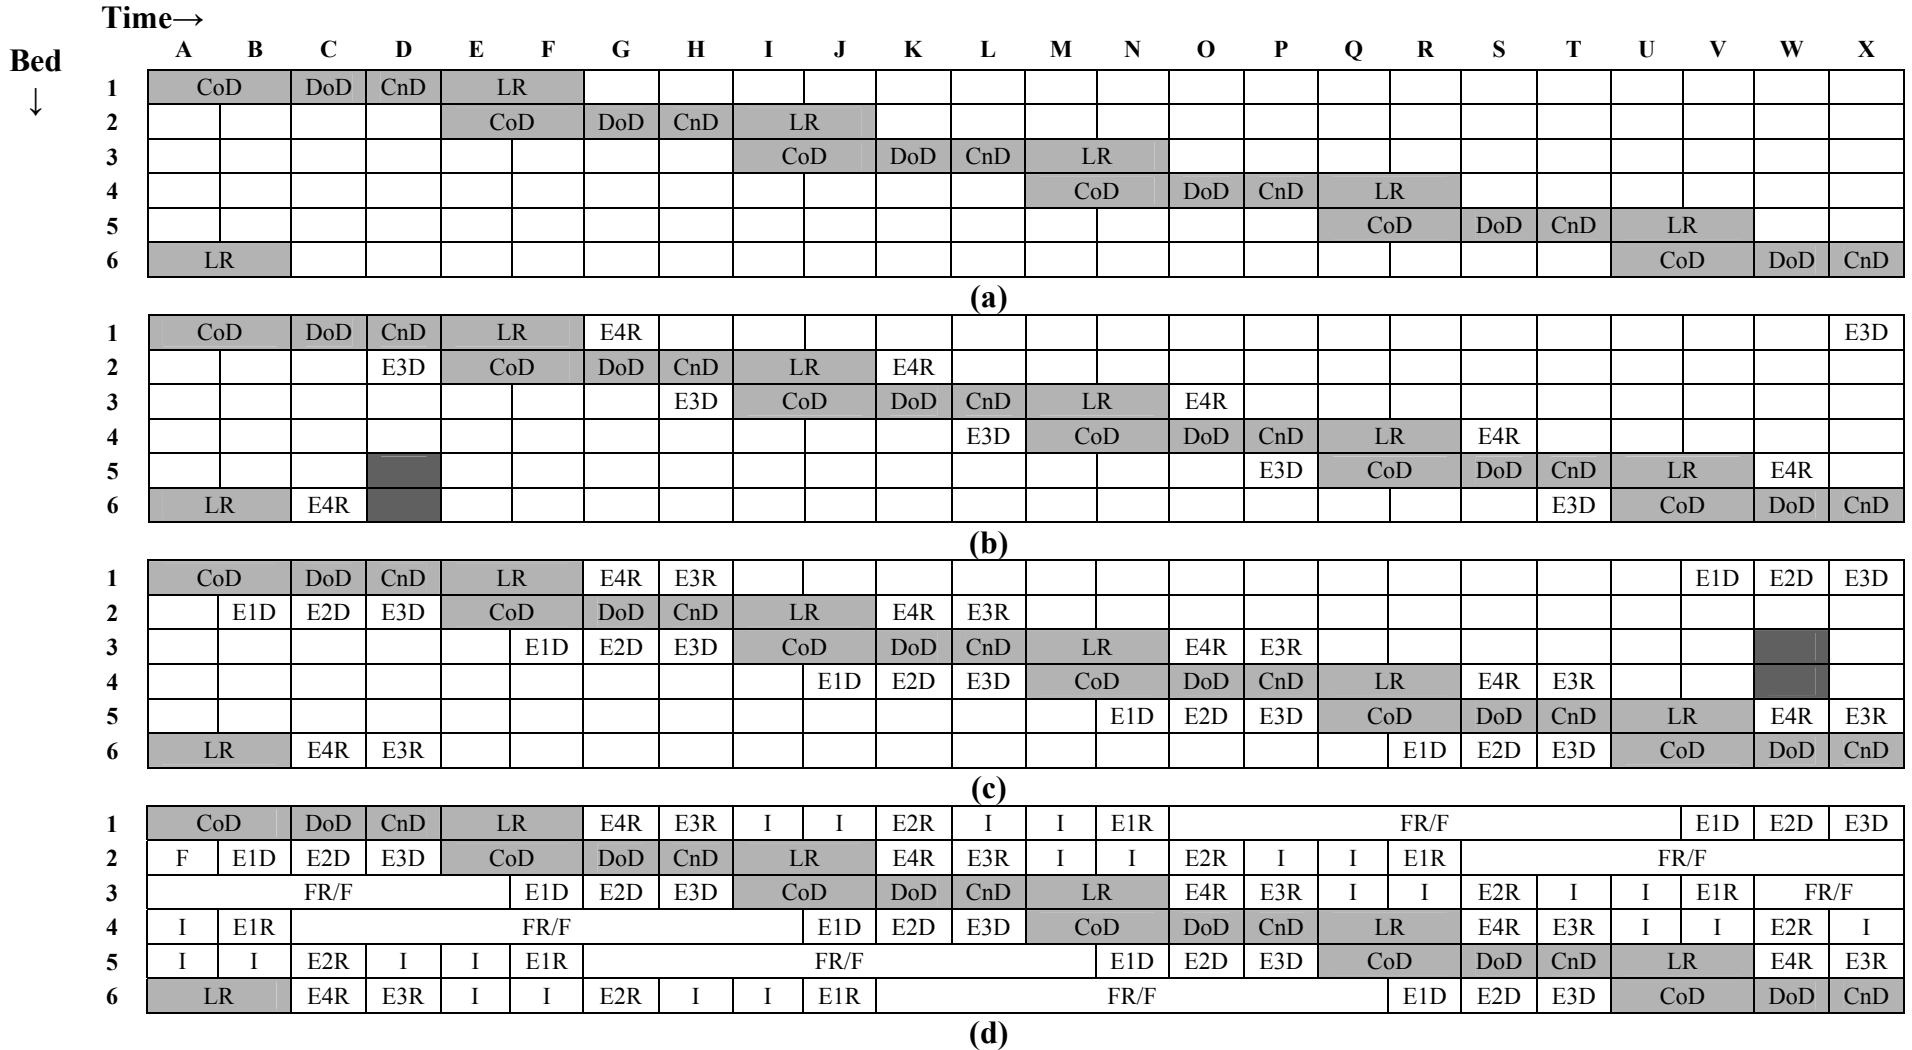 Time→
A B C D E F G H I J K L M N O P Q R S T U V W X
Bed
↓
1 CoD DoD CnD LR
2 CoD DoD CnD LR
3 CoD DoD CnD LR
4 CoD DoD CnD LR
5 CoD DoD CnD LR
6 LR CoD DoD CnD
(a)
1 CoD DoD CnD LR E4R E3D
2 E3D CoD DoD CnD LR E4R
3 E3D CoD DoD CnD LR E4R
4 E3D CoD DoD CnD LR E4R
5 E3D CoD DoD CnD LR E4R
6 LR E4R E3D CoD DoD CnD
(b)
1 CoD DoD CnD LR E4R E3R E1D E2D E3D
2 E1D E2D E3D CoD DoD CnD LR E4R E3R
3 E1D E2D E3D CoD DoD CnD LR E4R E3R
4 E1D E2D E3D CoD DoD CnD LR E4R E3R
5 E1D E2D E3D CoD DoD CnD LR E4R E3R
6 LR E4R E3R E1D E2D E3D CoD DoD CnD
(c)
1 CoD DoD CnD LR E4R E3R I I E2R I I E1R FR/F E1D E2D E3D
2 F E1D E2D E3D CoD DoD CnD LR E4R E3R I I E2R I I E1R FR/F
3 FR/F E1D E2D E3D CoD DoD CnD LR E4R E3R I I E2R I I E1R FR/F
4 I E1R FR/F E1D E2D E3D CoD DoD CnD LR E4R E3R I I E2R I
5 I I E2R I I E1R FR/F E1D E2D E3D CoD DoD CnD LR E4R E3R
6 LR E4R E3R I I E2R I I E1R FR/F E1D E2D E3D CoD DoD CnD
(d)